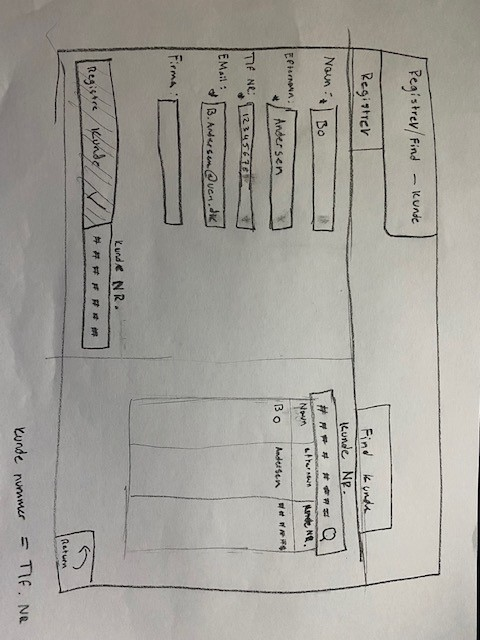 Registrer/Find - kunde
Registrer
Find kunde
Navn: * Bo
Efternavn: * Andersen
Tlf NR: * 12345678
EMail: * B.Andersen@ucn.dk
Firma:
Registrer kunde ✓
kunde NR.
# # # # # # #
kunde NR.
# # # # # # =
Navn efternavn kunde NR.
Bo Andersen # # # # #
Return
kunde nummer = Tlf. NR